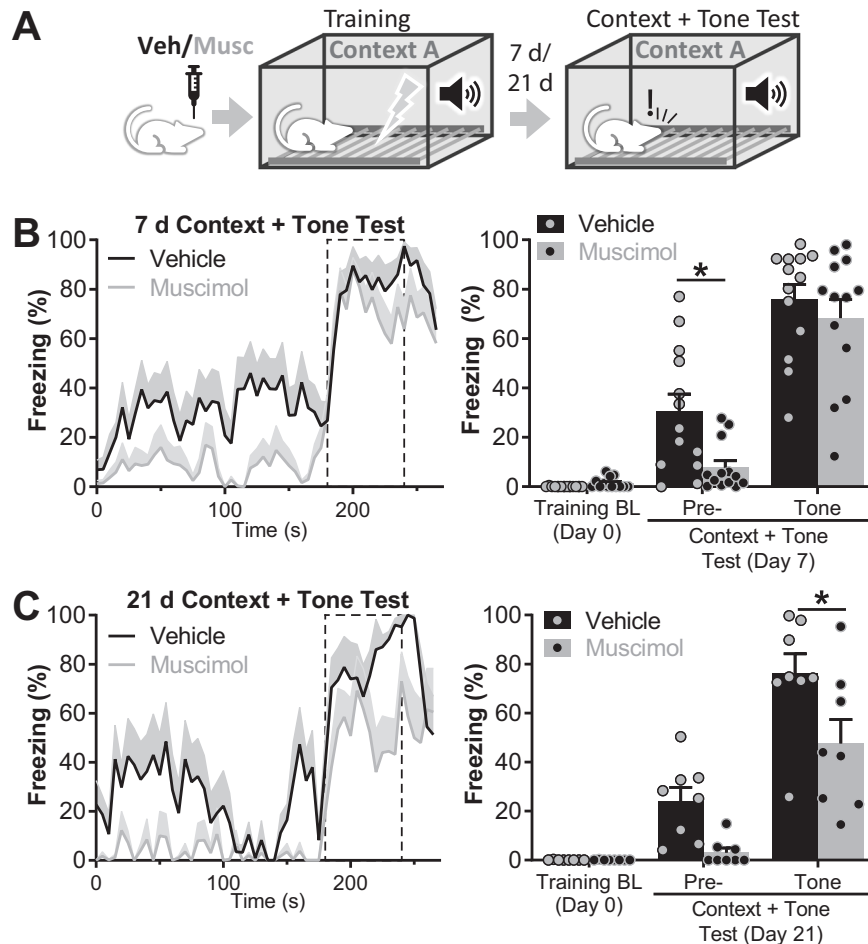 A
Training
Context + Tone Test
Veh/Musc
Context A
7 d/
21 d
Context A
!
B
7 d Context + Tone Test
Vehicle
Muscimol
Freezing (%)
100
80
60
40
20
0
0
100
200
Time (s)
Vehicle
Muscimol
Freezing (%)
100
80
60
40
20
0
*
Training BL
(Day 0)
Pre-
Tone
Context + Tone
Test (Day 7)
C
21 d Context + Tone Test
Vehicle
Muscimol
Freezing (%)
100
80
60
40
20
0
0
100
200
Time (s)
Vehicle
Muscimol
Freezing (%)
100
80
60
40
20
0
*
Training BL
(Day 0)
Pre-
Tone
Context + Tone
Test (Day 21)